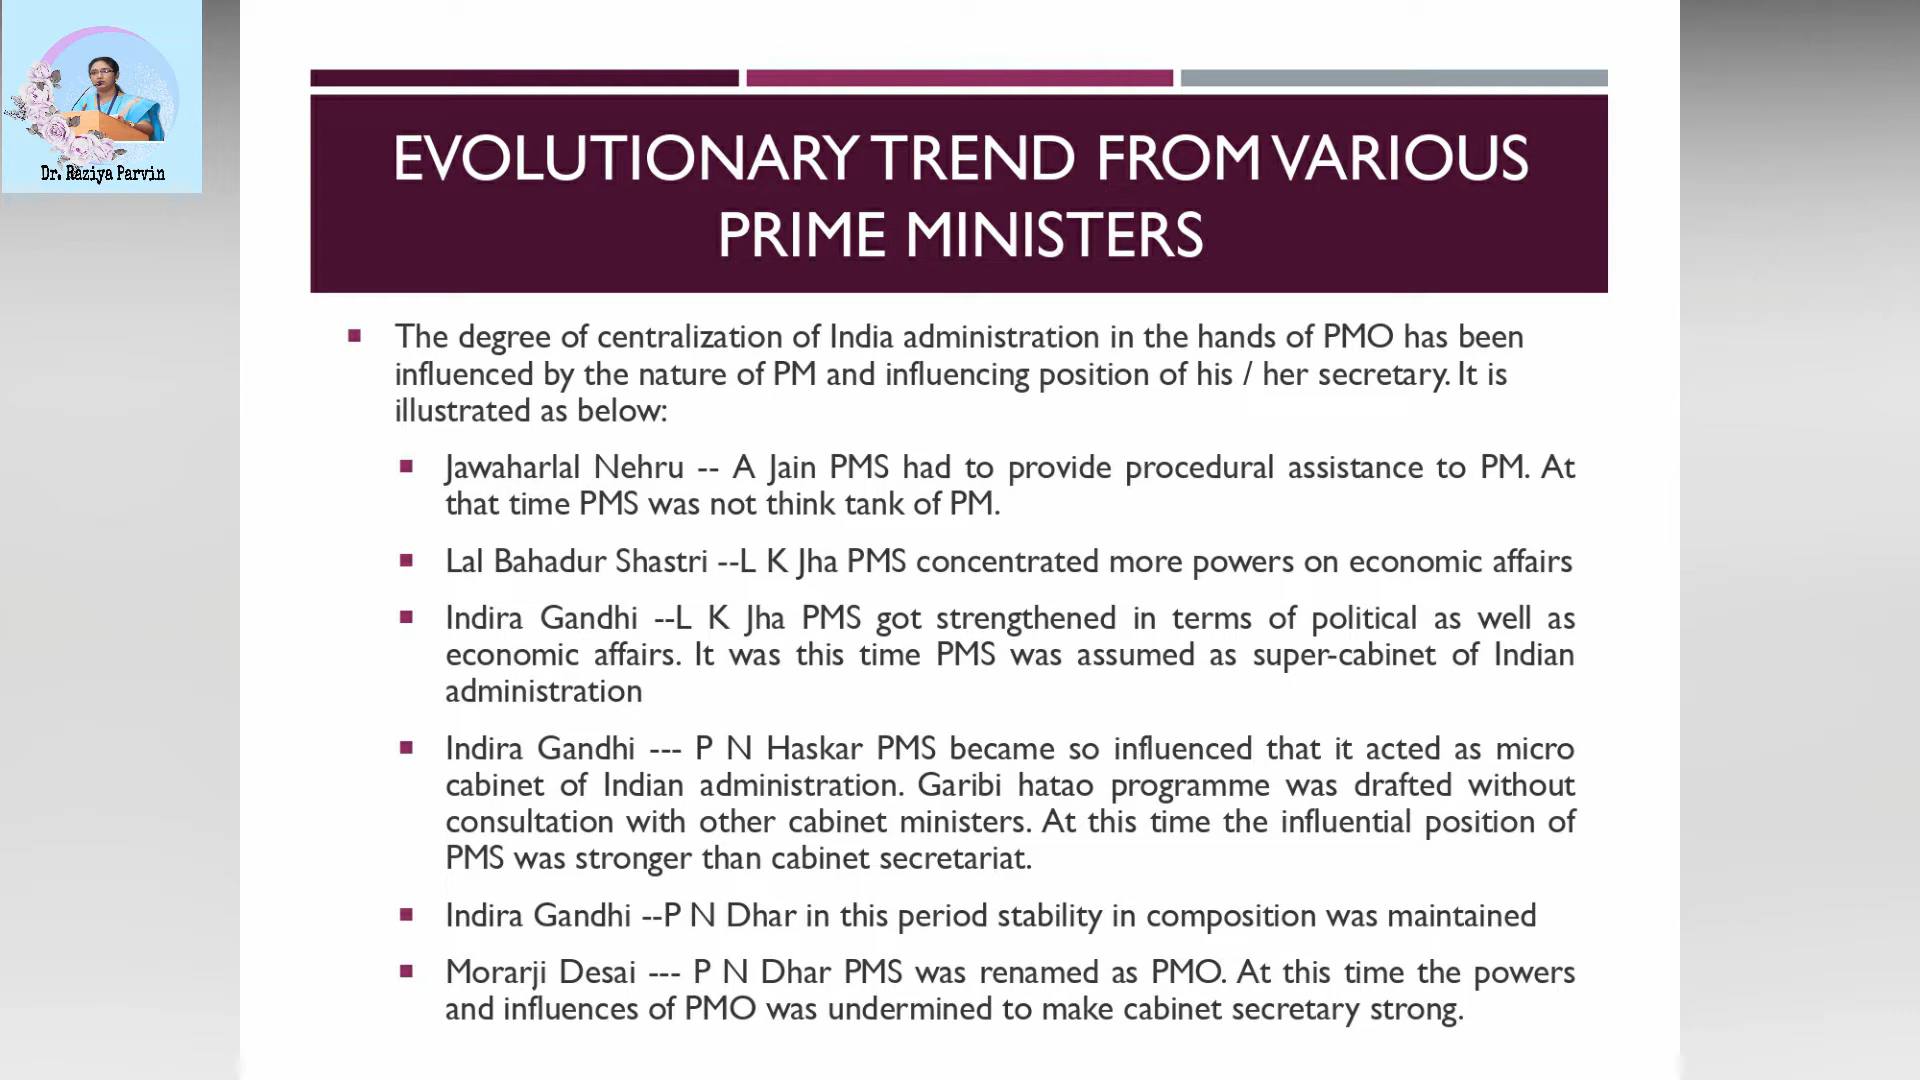 Dr. Raziya Parvin
EVOLUTIONARY TREND FROM VARIOUS
PRIME MINISTERS
The degree of centralization of India administration in the hands of PMO has been
influenced by the nature of PM and influencing position of his / her secretary. It is
illustrated as below:
Jawaharlal Nehru -- A Jain PMS had to provide procedural assistance to PM. At
that time PMS was not think tank of PM.
Lal Bahadur Shastri --L K Jha PMS concentrated more powers on economic affairs
Indira Gandhi --L K Jha PMS got strengthened in terms of political as well as
economic affairs. It was this time PMS was assumed as super-cabinet of Indian
administration
Indira Gandhi --- P N Haskar PMS became so influenced that it acted as micro
cabinet of Indian administration. Garibi hatao programme was drafted without
consultation with other cabinet ministers. At this time the influential position of
PMS was stronger than cabinet secretariat.
Indira Gandhi --P N Dhar in this period stability in composition was maintained
Morarji Desai --- P N Dhar PMS was renamed as PMO. At this time the powers
and influences of PMO was undermined to make cabinet secretary strong.